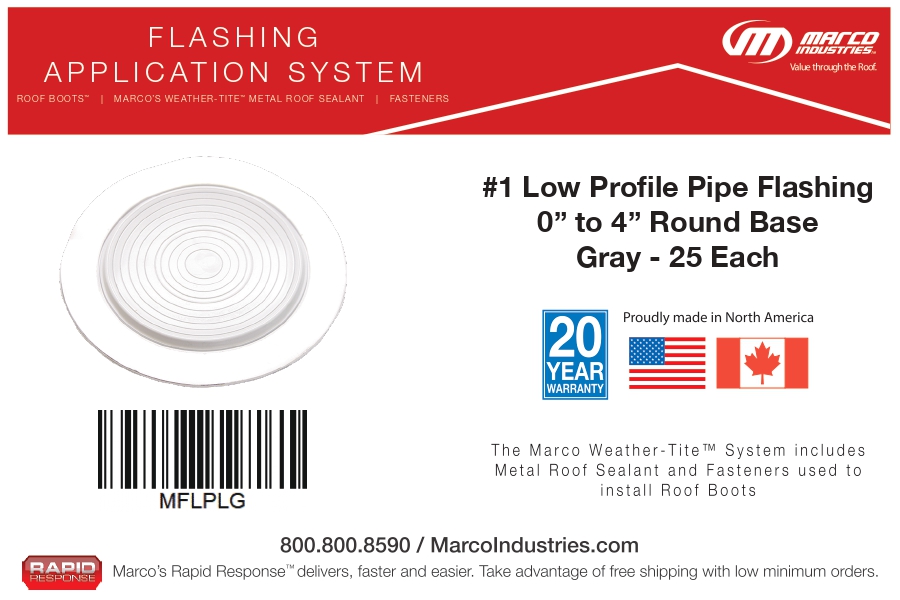 FLASHING
APPLICATION SYSTEM
ROOF BOOTS™ | MARCO'S WEATHER-TITE™ METAL ROOF SEALANT | FASTENERS
MARCO
INDUSTRIES™
Value through the Roof.
#1 Low Profile Pipe Flashing
0” to 4” Round Base
Gray - 25 Each
20
YEAR
WARRANTY
Proudly made in North America
MFLPLG
The Marco Weather-Tite™ System includes
Metal Roof Sealant and Fasteners used to
install Roof Boots
800.800.8590 / MarcoIndustries.com
RAPID
RESPONSE
Marco’s Rapid Response™ delivers, faster and easier. Take advantage of free shipping with low minimum orders.